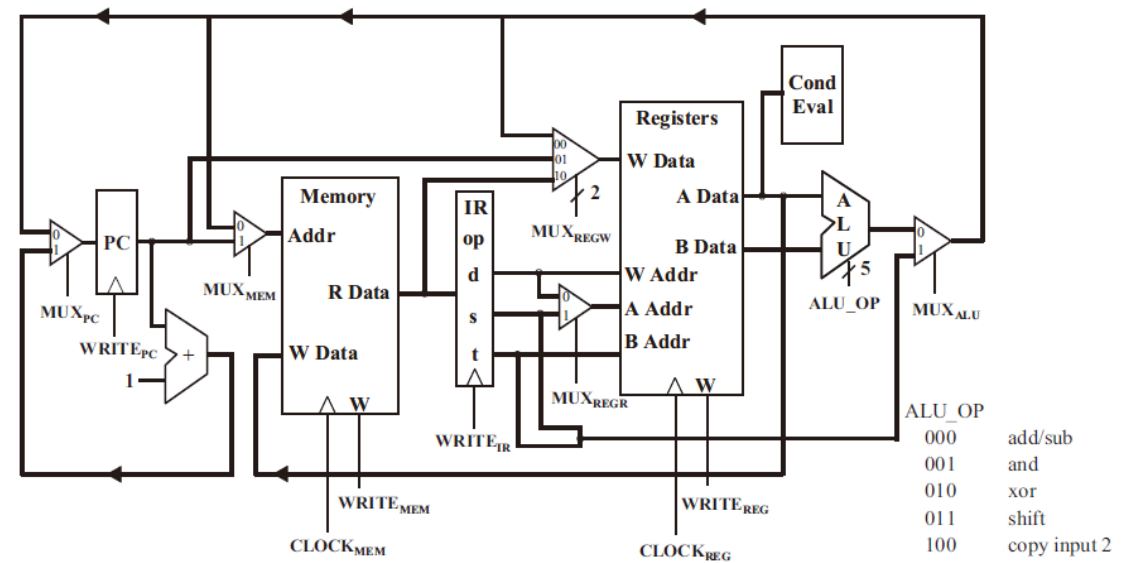 Cond
Eval
Registers
00
01
10
W Data
Memory
IR
A Data
A
L
U
2
0
1
PC
0
1
Addr
op
MUX_REGW
B Data
0
1
d
W Addr
5
MUX_MEM
R Data
0
1
A Addr
ALU_OP
MUX_ALU
MUX_PC
s
B Addr
WRITE_PC
+
W Data
t
1
MUX_REGR
W
W
ALU_OP
WRITE_IR
000 add/sub
001 and
010 xor
011 shift
100 copy input 2
WRITE_MEM
WRITE_REG
CLOCK_MEM
CLOCK_REG